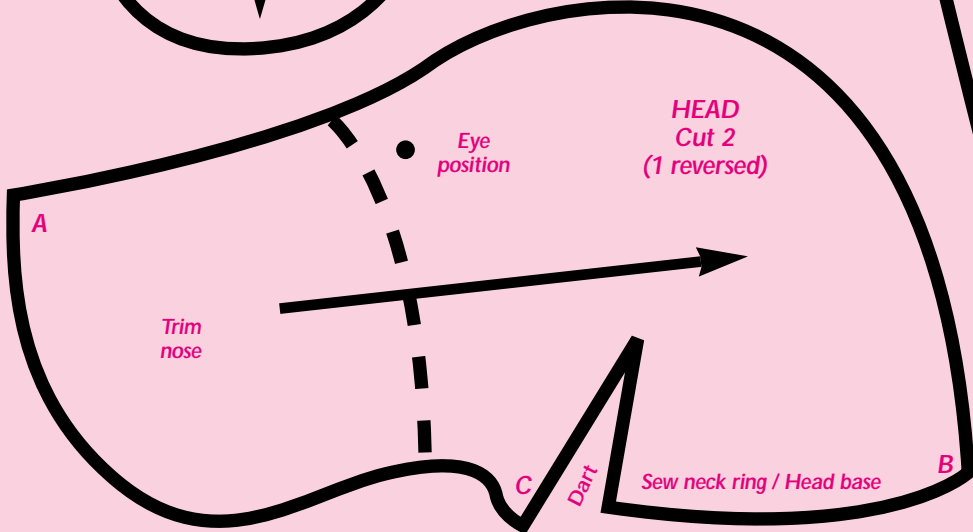 HEAD
Cut 2
(1 reversed)
Eye
position
A
Trim
nose
B
C
Dart
Sew neck ring / Head base